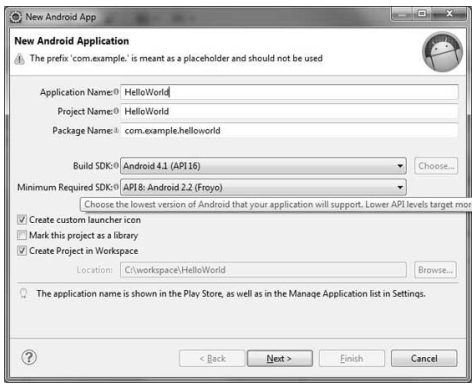 New Android App
New Android Application
The prefix 'com.example.' is meant as a placeholder and should not be used
Application Name: HelloWorld
Project Name: HelloWorld
Package Name: com.example.helloworld
Build SDK: Android 4.1 (API 16) Choose...
Minimum Required SDK: API 8: Android 2.2 (Froyo)
Choose the lowest version of Android that your application will support. Lower API levels target mor
Create custom launcher icon
Mark this project as a library
Create Project in Workspace
Location: C:\workspace\HelloWorld Browse...
The application name is shown in the Play Store, as well as in the Manage Application list in Settings.
? < Back Next > Finish Cancel